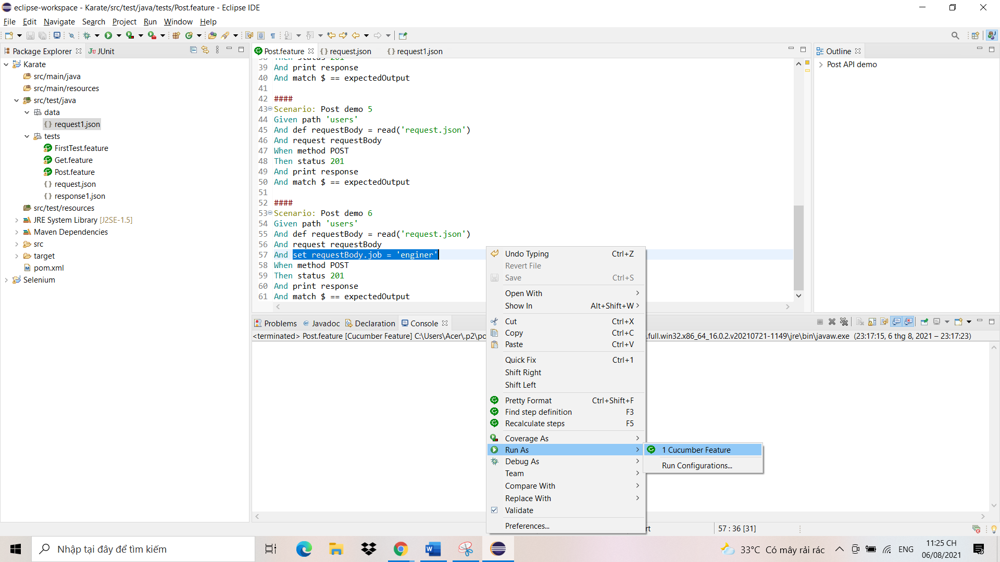 eclipse-workspace - Karate/src/test/java/tests/Post.feature - Eclipse IDE
File Edit Navigate Search Project Run Window Help
Package Explorer JUnit
Karate
src/main/java
src/main/resources
src/test/java
data
request1.json
tests
FirstTest.feature
Get.feature
Post.feature
request.json
response1.json
src/test/resources
JRE System Library [J2SE-1.5]
Maven Dependencies
src
target
pom.xml
Selenium
Post.feature request.json request1.json
38 Then status 201
39 And print response
40 And match $ == expectedOutput
41
42 ####
43 Scenario: Post demo 5
44 Given path 'users'
45 And def requestBody = read('request.json')
46 And request requestBody
47 When method POST
48 Then status 201
49 And print response
50 And match $ == expectedOutput
51
52 ####
53 Scenario: Post demo 6
54 Given path 'users'
55 And def requestBody = read('request.json')
56 And request requestBody
57 And set requestBody.job = 'enginer'
58 When method POST
59 Then status 201
60 And print response
61 And match $ == expectedOutput
Outline
Post API demo
Undo Typing Ctrl+Z
Revert File
Save Ctrl+S
Open With
Show In Alt+Shift+W
Cut Ctrl+X
Copy Ctrl+C
Paste Ctrl+V
Quick Fix Ctrl+1
Shift Right
Shift Left
Pretty Format Ctrl+Shift+F
Find step definition F3
Recalculate steps F5
Coverage As
Run As
Debug As
Team
Compare With
Replace With
Validate
Preferences...
1 Cucumber Feature
Run Configurations...
Problems @ Javadoc Declaration Console
<terminated> Post.feature [Cucumber Feature] C:\Users\Acer\.p2\po .full.win32.x86_64_16.0.2.v20210721-1149\jre\bin\javaw.exe (23:17:15, 6 thg 8, 2021 – 23:17:23)
rt 57 : 36 [31]
Nhập tại đây để tìm kiếm
33°C Có mây rải rác ENG
11:25 CH
06/08/2021